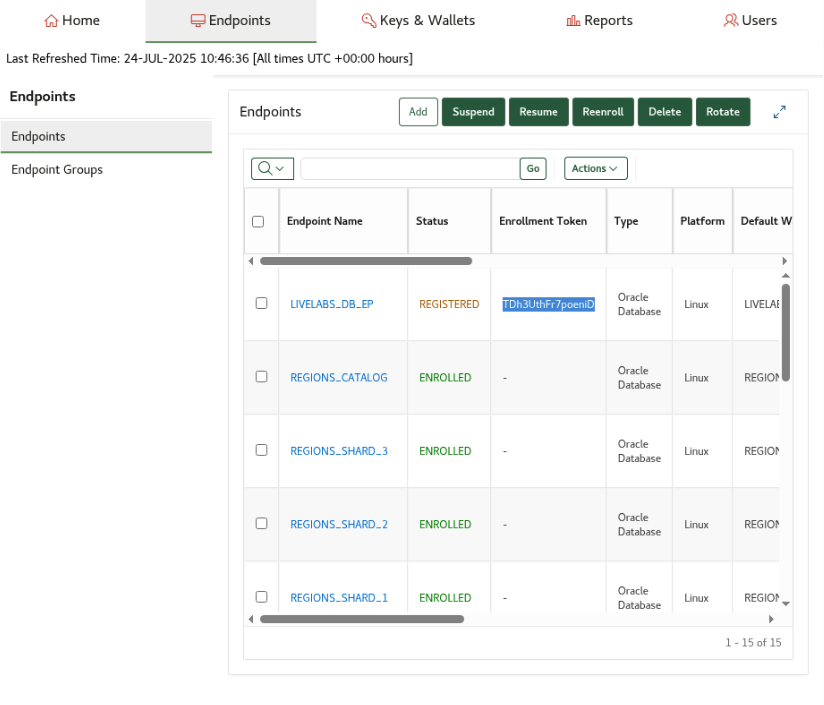 Home Endpoints Keys & Wallets Reports Users
Last Refreshed Time: 24-JUL-2025 10:46:36 [All times UTC +00:00 hours]
Endpoints
Endpoints
Endpoint Groups
Endpoints Add Suspend Resume Reenroll Delete Rotate
Go Actions
Endpoint Name Status Enrollment Token Type Platform Default W
LIVELABS_DB_EP REGISTERED TDh3UthFr7poeniD Oracle Database Linux LIVELAE
REGIONS_CATALOG ENROLLED - Oracle Database Linux REGION
REGIONS_SHARD_3 ENROLLED - Oracle Database Linux REGION
REGIONS_SHARD_2 ENROLLED - Oracle Database Linux REGION
REGIONS_SHARD_1 ENROLLED - Oracle Database Linux REGION
1 - 15 of 15